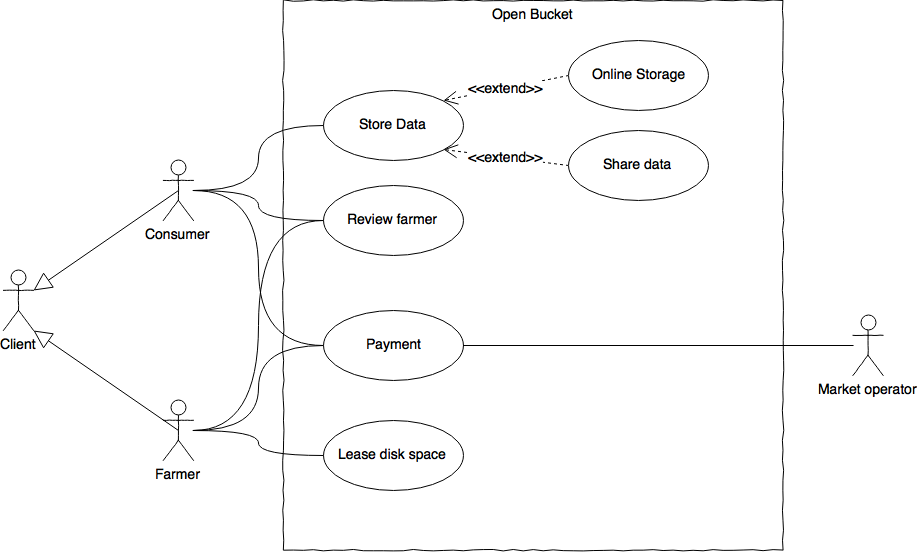 Open Bucket
Online Storage
<<extend>>
Store Data
<<extend>>
Share data
Review farmer
Consumer
Client
Payment
Market operator
Lease disk space
Farmer